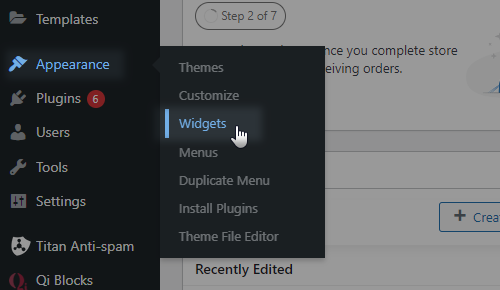 Templates
Appearance
Plugins 6
Users
Tools
Settings
Titan Anti-spam
Qi Blocks
Themes
Customize
Widgets
Menus
Duplicate Menu
Install Plugins
Theme File Editor
Step 2 of 7
nce you complete store
eiving orders.
+ Crea
Recently Edited